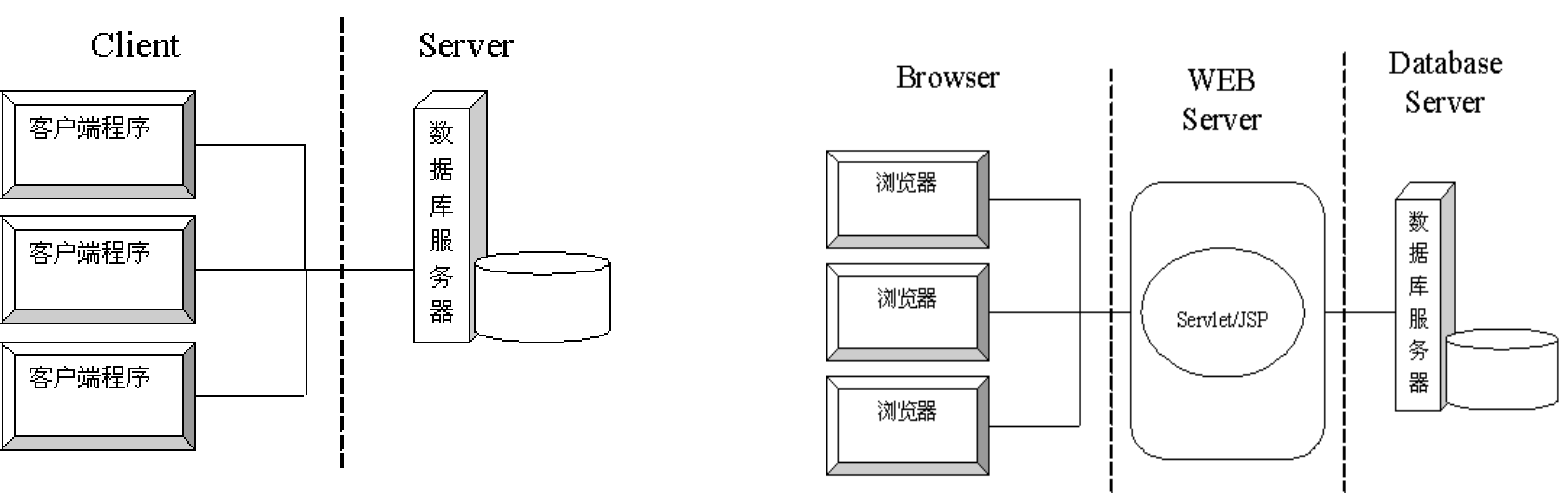 Client
Server
客户端程序
客户端程序
客户端程序
数据库服务器
Browser
WEB
Server
Database
Server
浏览器
浏览器
浏览器
Servlet/JSP
数据库服务器